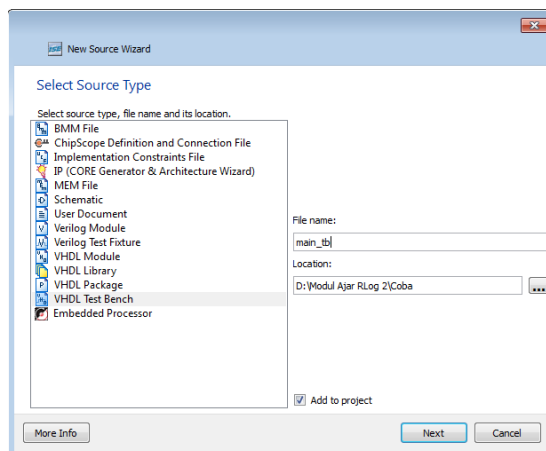 New Source Wizard
Select Source Type
Select source type, file name and its location.
BMM File
ChipScope Definition and Connection File
Implementation Constraints File
IP (CORE Generator & Architecture Wizard)
MEM File
Schematic
User Document
Verilog Module
Verilog Test Fixture
VHDL Module
VHDL Library
VHDL Package
VHDL Test Bench
Embedded Processor
File name:
main_tb
Location:
D:\Modul Ajar RLog 2\Coba
...
Add to project
More Info
Next
Cancel